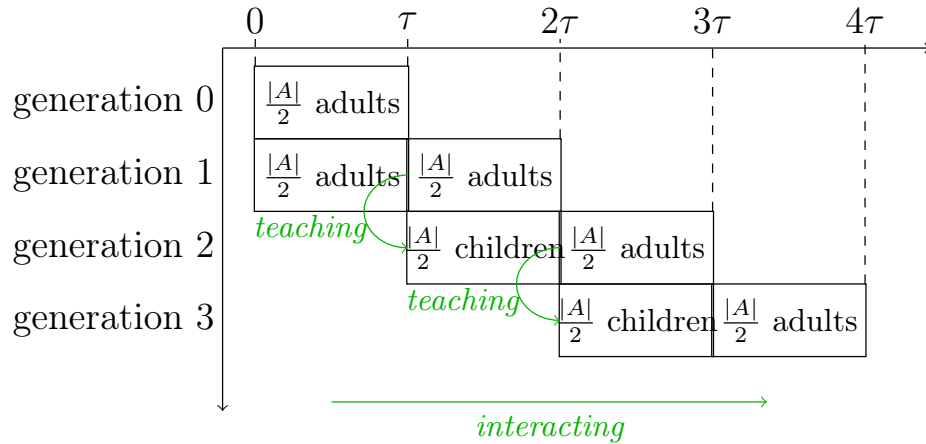 0 τ 2τ 3τ 4τ
generation 0 |A|/2 adults
generation 1 |A|/2 adults |A|/2 adults
teaching
generation 2 |A|/2 children |A|/2 adults
teaching
generation 3 |A|/2 children |A|/2 adults
interacting